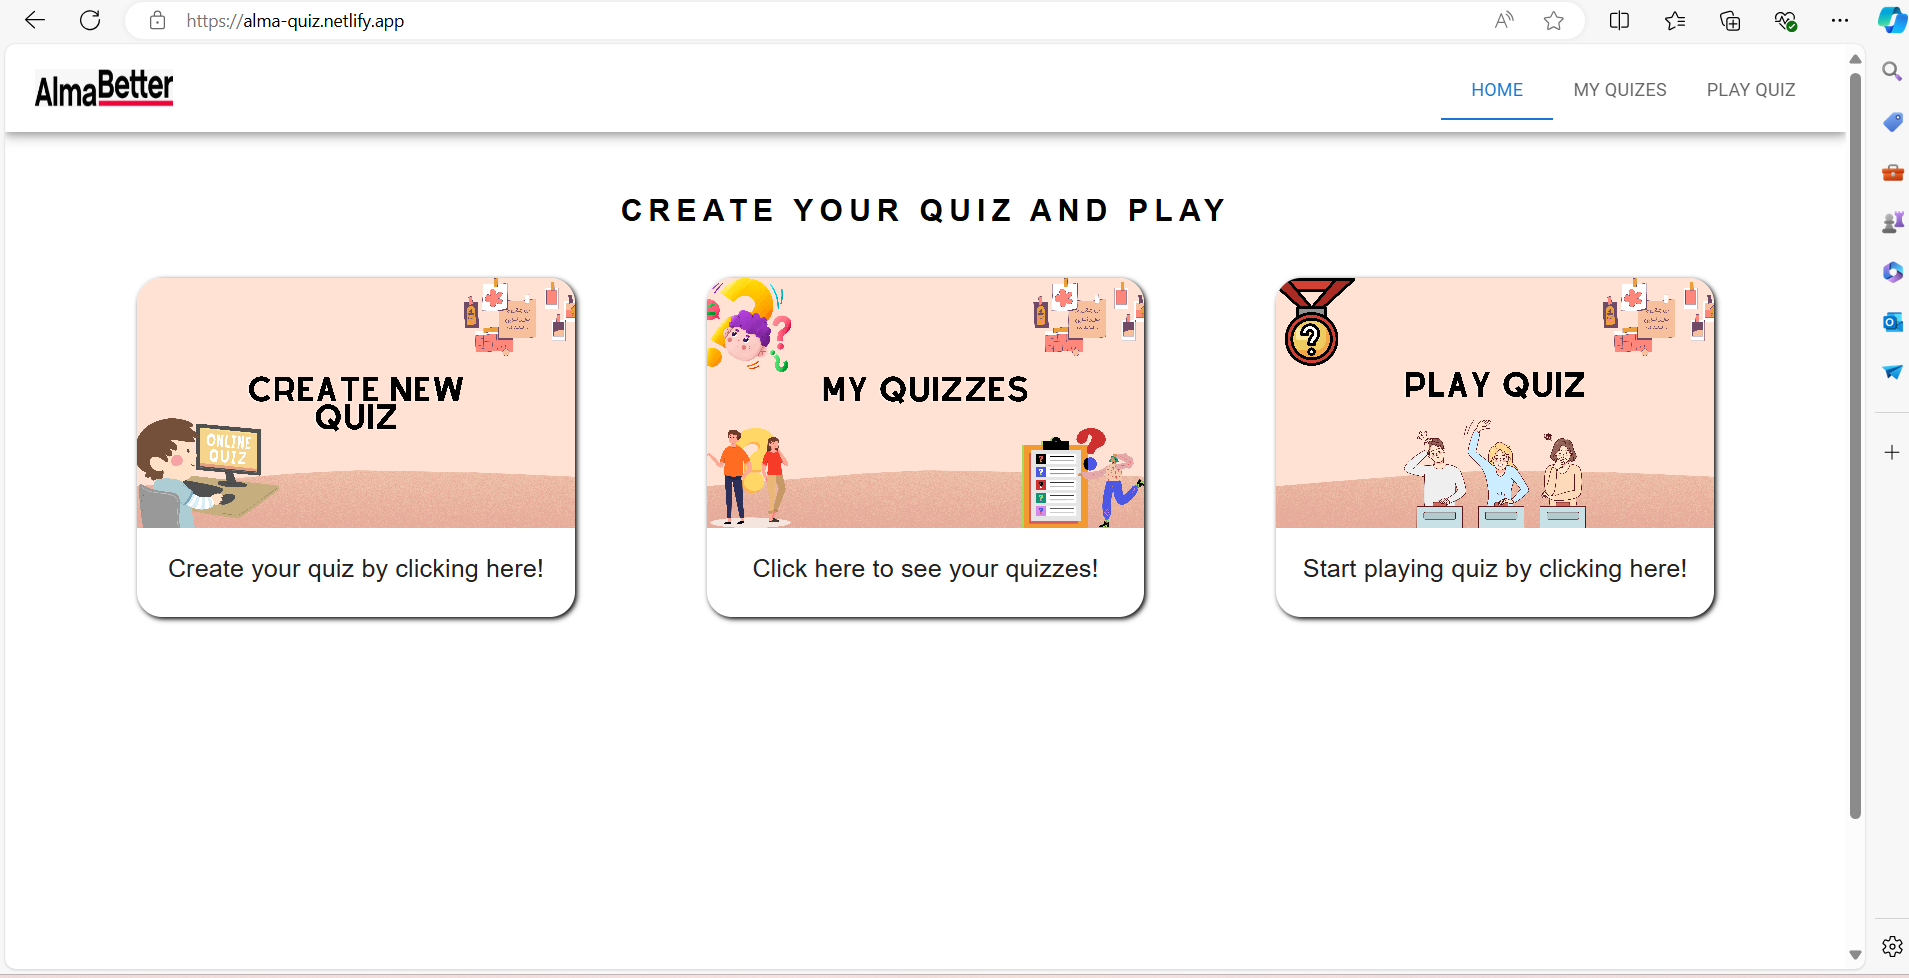 https://alma-quiz.netlify.app
AlmaBetter
HOME MY QUIZES PLAY QUIZ
CREATE YOUR QUIZ AND PLAY
CREATE NEW
QUIZ
ONLINE
QUIZ
Create your quiz by clicking here!
MY QUIZZES
Click here to see your quizzes!
PLAY QUIZ
Start playing quiz by clicking here!